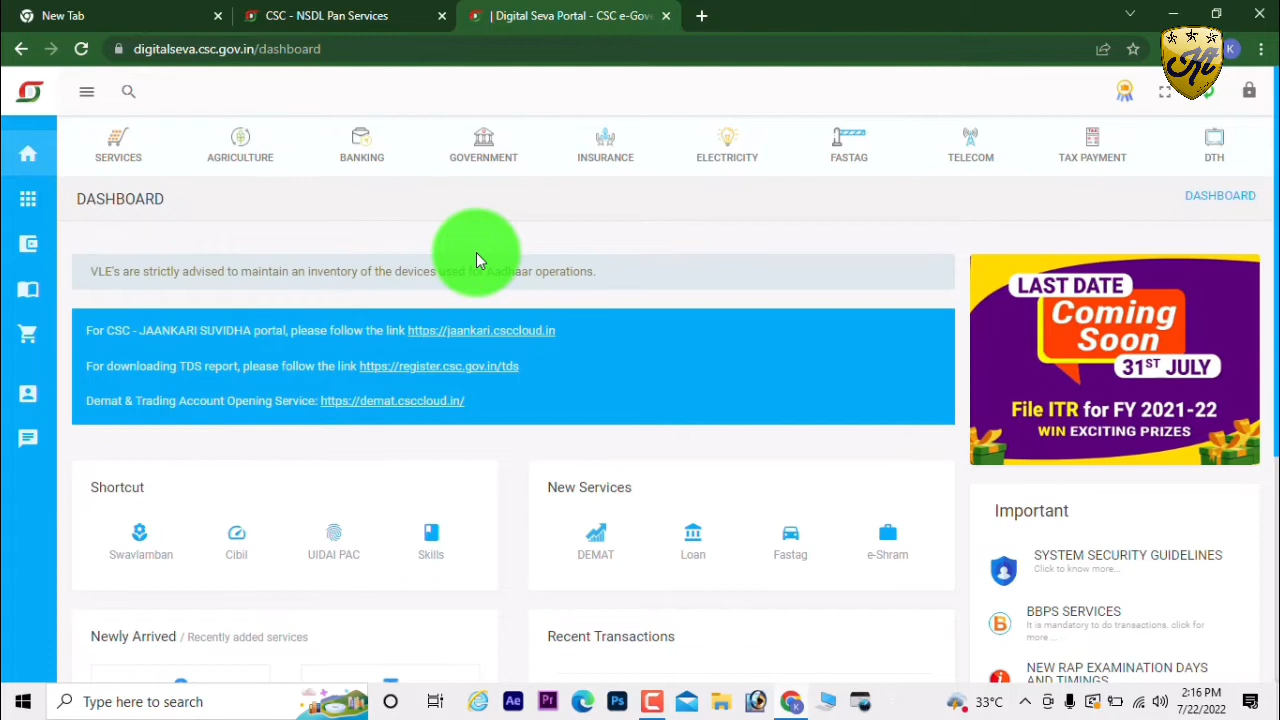 New Tab
CSC - NSDL Pan Services
| Digital Seva Portal - CSC e-Gov
digitalseva.csc.gov.in/dashboard
K
SERVICES
AGRICULTURE
BANKING
GOVERNMENT
INSURANCE
ELECTRICITY
FASTAG
TELECOM
TAX PAYMENT
DTH
DASHBOARD
DASHBOARD
VLE's are strictly advised to maintain an inventory of the devices used for Aadhaar operations.
For CSC - JAANKARI SUVIDHA portal, please follow the link https://jaankari.csccloud.in
For downloading TDS report, please follow the link https://register.csc.gov.in/tds
Demat & Trading Account Opening Service: https://demat.csccloud.in/
LAST DATE
Coming
Soon
31ST JULY
File ITR for FY 2021-22
WIN EXCITING PRIZES
Shortcut
Swavlamban
Cibil
UIDAI PAC
Skills
New Services
DEMAT
Loan
Fastag
e-Shram
Important
SYSTEM SECURITY GUIDELINES
Click to know more...
BBPS SERVICES
It is mandatory to do transactions, click for
more ...
NEW RAP EXAMINATION DAYS
AND TIMINGS
Newly Arrived / Recently added services
Recent Transactions
Type here to search
Ae
Pr
Ps
33°C
2:16 PM
7/22/2022